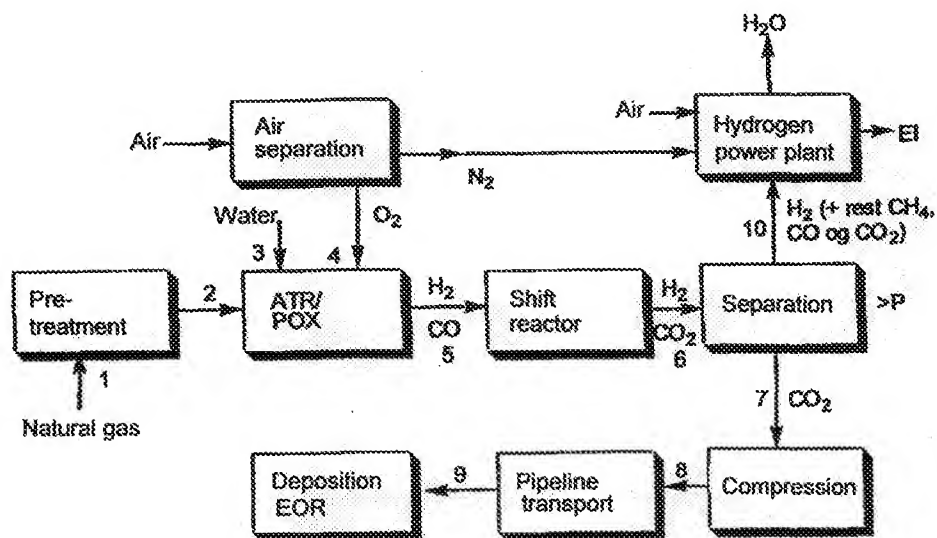 H2O
Air
Air separation
Air
Hydrogen power plant
El
N2
Water
3
O2
4
H2 (+ rest CH4, CO og CO2)
10
Pre-treatment
2
ATR/POX
H2
CO
5
Shift reactor
H2
CO2
6
Separation
>P
1
Natural gas
7
CO2
Deposition EOR
9
Pipeline transport
8
Compression